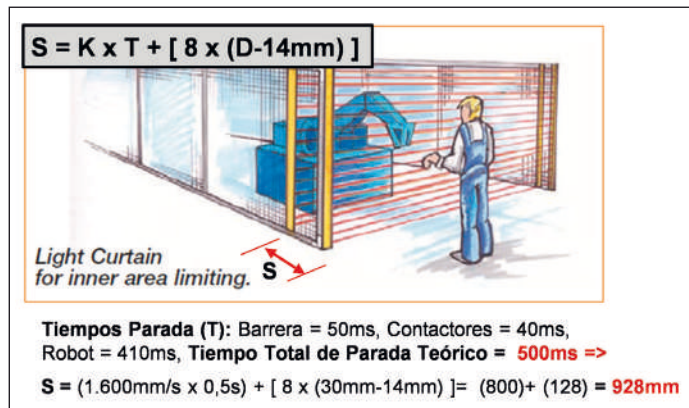 S = K x T + [ 8 x (D-14mm) ]
Light Curtain
for inner area limiting.
S
Tiempos Parada (T): Barrera = 50ms, Contactores = 40ms,
Robot = 410ms, Tiempo Total de Parada Teórico = 500ms =>
S = (1.600mm/s x 0,5s) + [ 8 x (30mm-14mm) ]= (800)+ (128) = 928mm